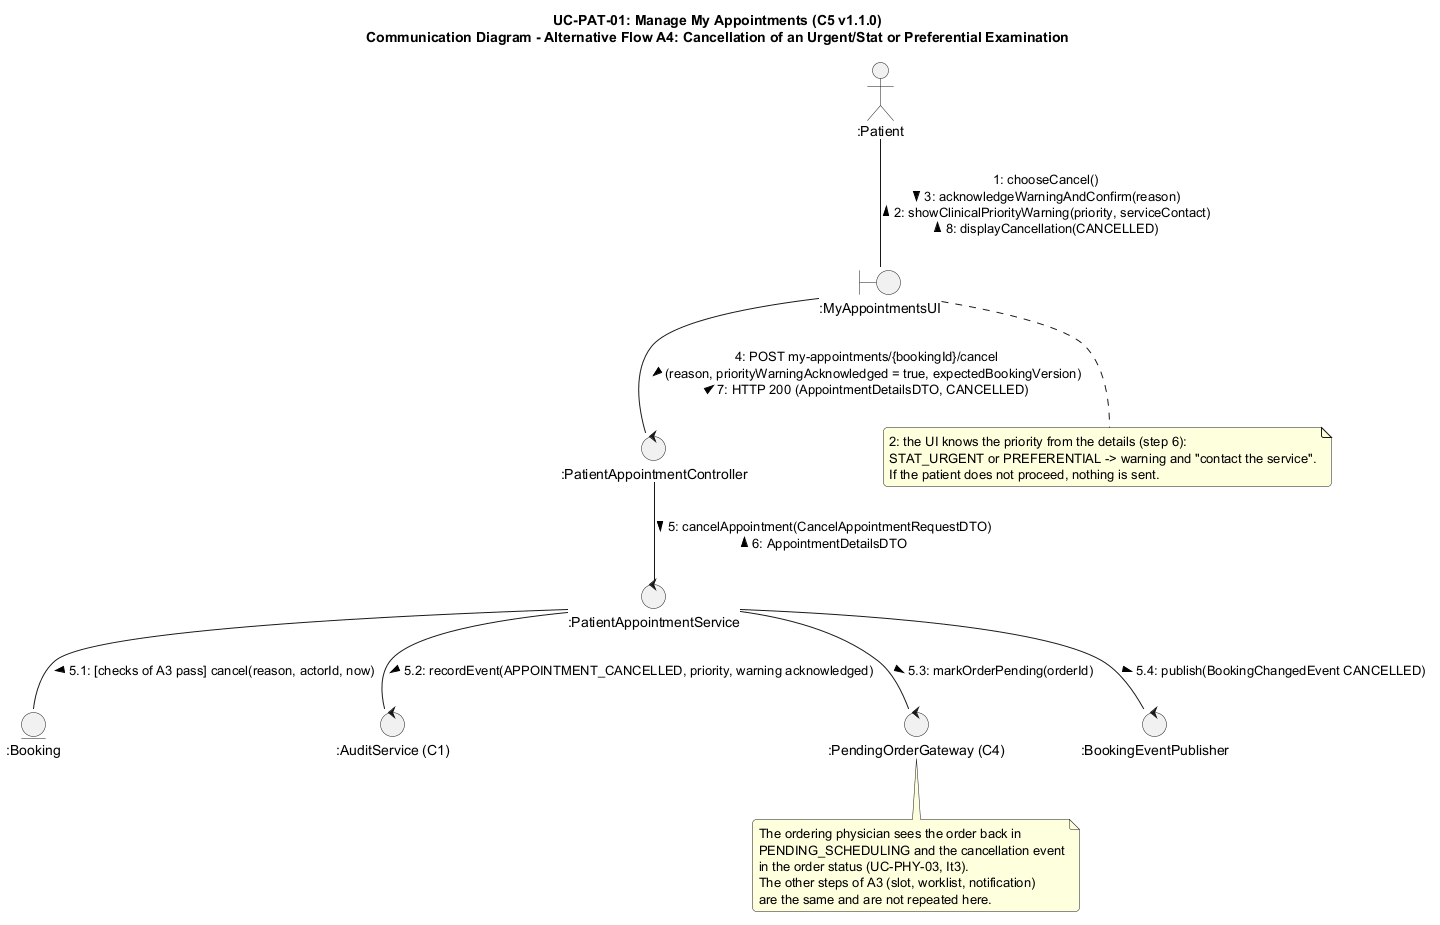 UC-PAT-01: Manage My Appointments (C5 v1.1.0)
Communication Diagram - Alternative Flow A4: Cancellation of an Urgent/Stat or Preferential Examination
:Patient
1: chooseCancel()
3: acknowledgeWarningAndConfirm(reason)
2: showClinicalPriorityWarning(priority, serviceContact)
8: displayCancellation(CANCELLED)
:MyAppointmentsUI
4: POST my-appointments/{bookingId}/cancel
(reason, priorityWarningAcknowledged = true, expectedBookingVersion)
7: HTTP 200 (AppointmentDetailsDTO, CANCELLED)
2: the UI knows the priority from the details (step 6):
STAT_URGENT or PREFERENTIAL -> warning and "contact the service".
If the patient does not proceed, nothing is sent.
:PatientAppointmentController
5: cancelAppointment(CancelAppointmentRequestDTO)
6: AppointmentDetailsDTO
:PatientAppointmentService
5.1: [checks of A3 pass] cancel(reason, actorId, now)
5.2: recordEvent(APPOINTMENT_CANCELLED, priority, warning acknowledged)
5.3: markOrderPending(orderId)
5.4: publish(BookingChangedEvent CANCELLED)
:Booking
:AuditService (C1)
:PendingOrderGateway (C4)
:BookingEventPublisher
The ordering physician sees the order back in
PENDING_SCHEDULING and the cancellation event
in the order status (UC-PHY-03, It3).
The other steps of A3 (slot, worklist, notification)
are the same and are not repeated here.